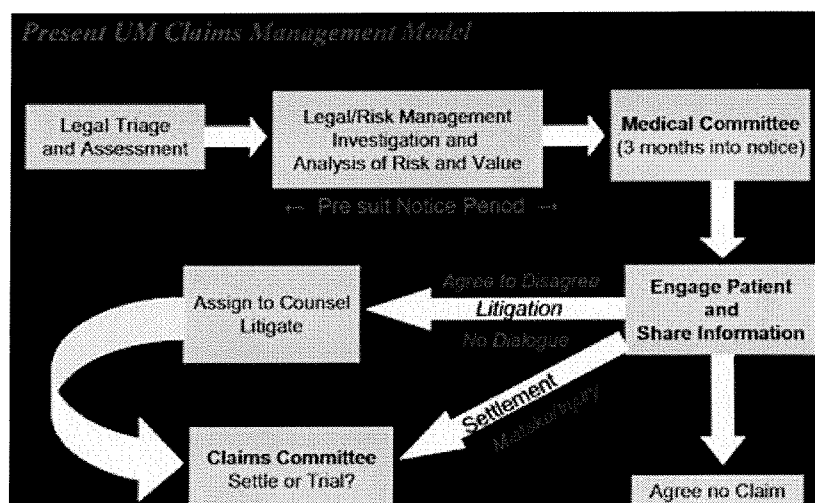 Present UM Claims Management Model
Legal Triage
and Assessment
Legal/Risk Management
Investigation and
Analysis of Risk and Value
Medical Committee
(3 months into notice)
← Pre suit Notice Period →
Assign to Counsel
Litigate
Agree to Disagree
Litigation
No Dialogue
Engage Patient
and
Share Information
Settlement
Mistake/Injury
Claims Committee
Settle or Trial?
Agree no Claim